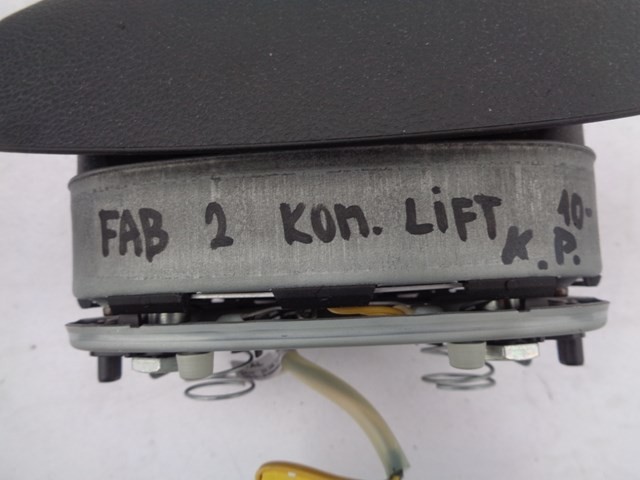 FAB 2 KOM. LiFT 10-
K.P.